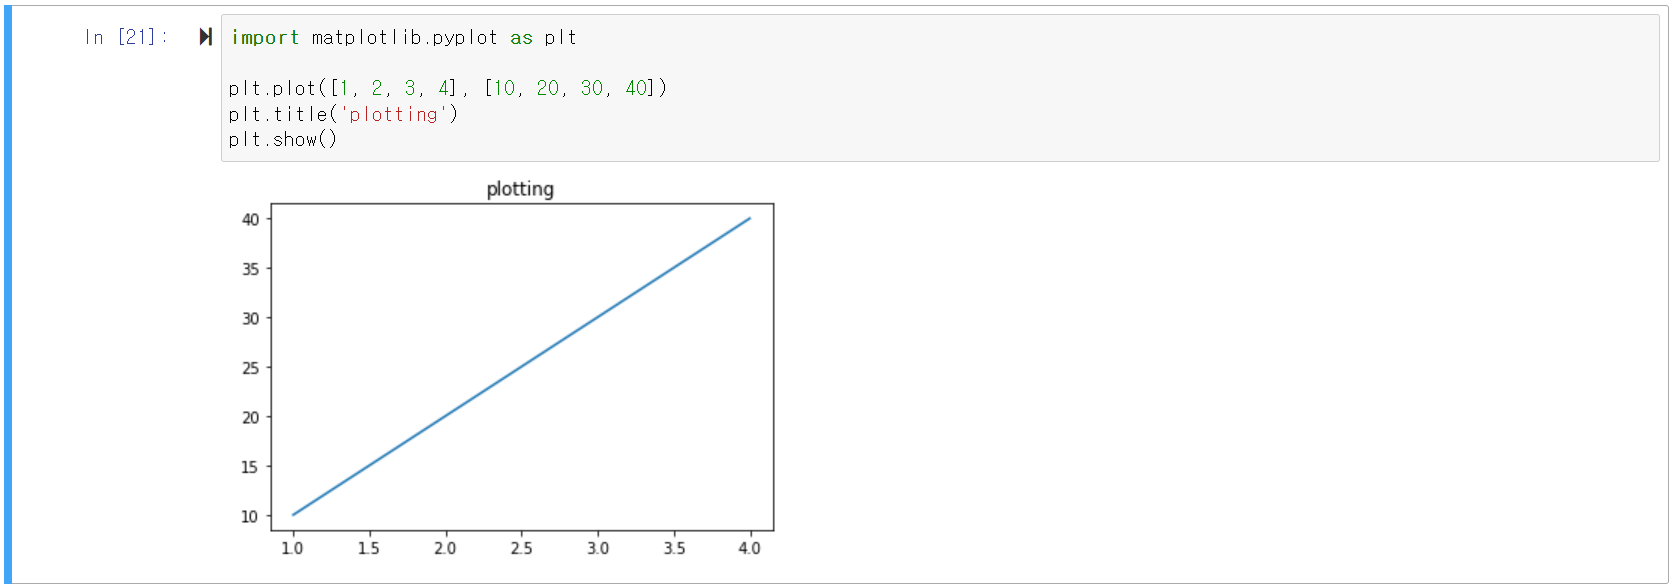 In [21]:
import matplotlib.pyplot as plt
plt.plot([1, 2, 3, 4], [10, 20, 30, 40])
plt.title('plotting')
plt.show()
plotting
40
35
30
25
20
15
10
1.0 1.5 2.0 2.5 3.0 3.5 4.0